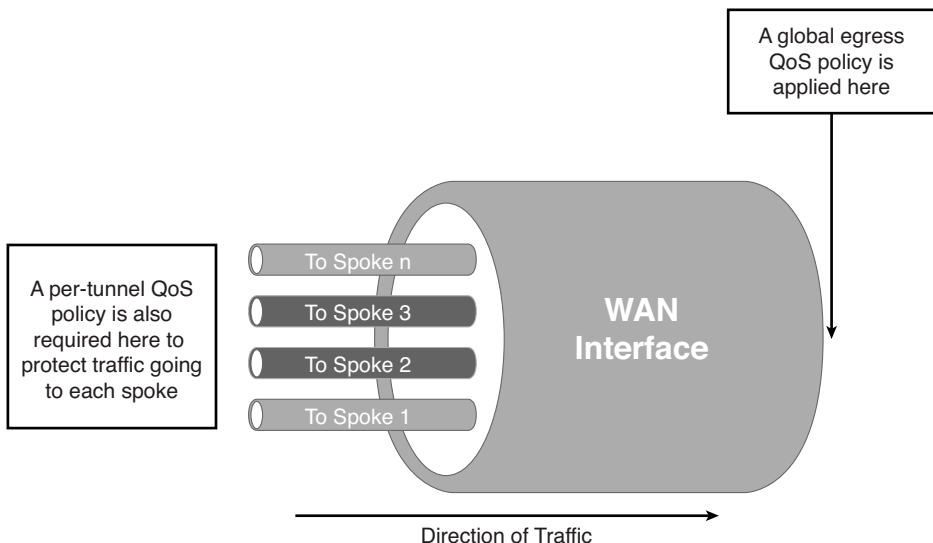 A global egress
QoS policy is
applied here
To Spoke n
To Spoke 3
To Spoke 2
To Spoke 1
A per-tunnel QoS
policy is also
required here to
protect traffic going
to each spoke
WAN
Interface
Direction of Traffic